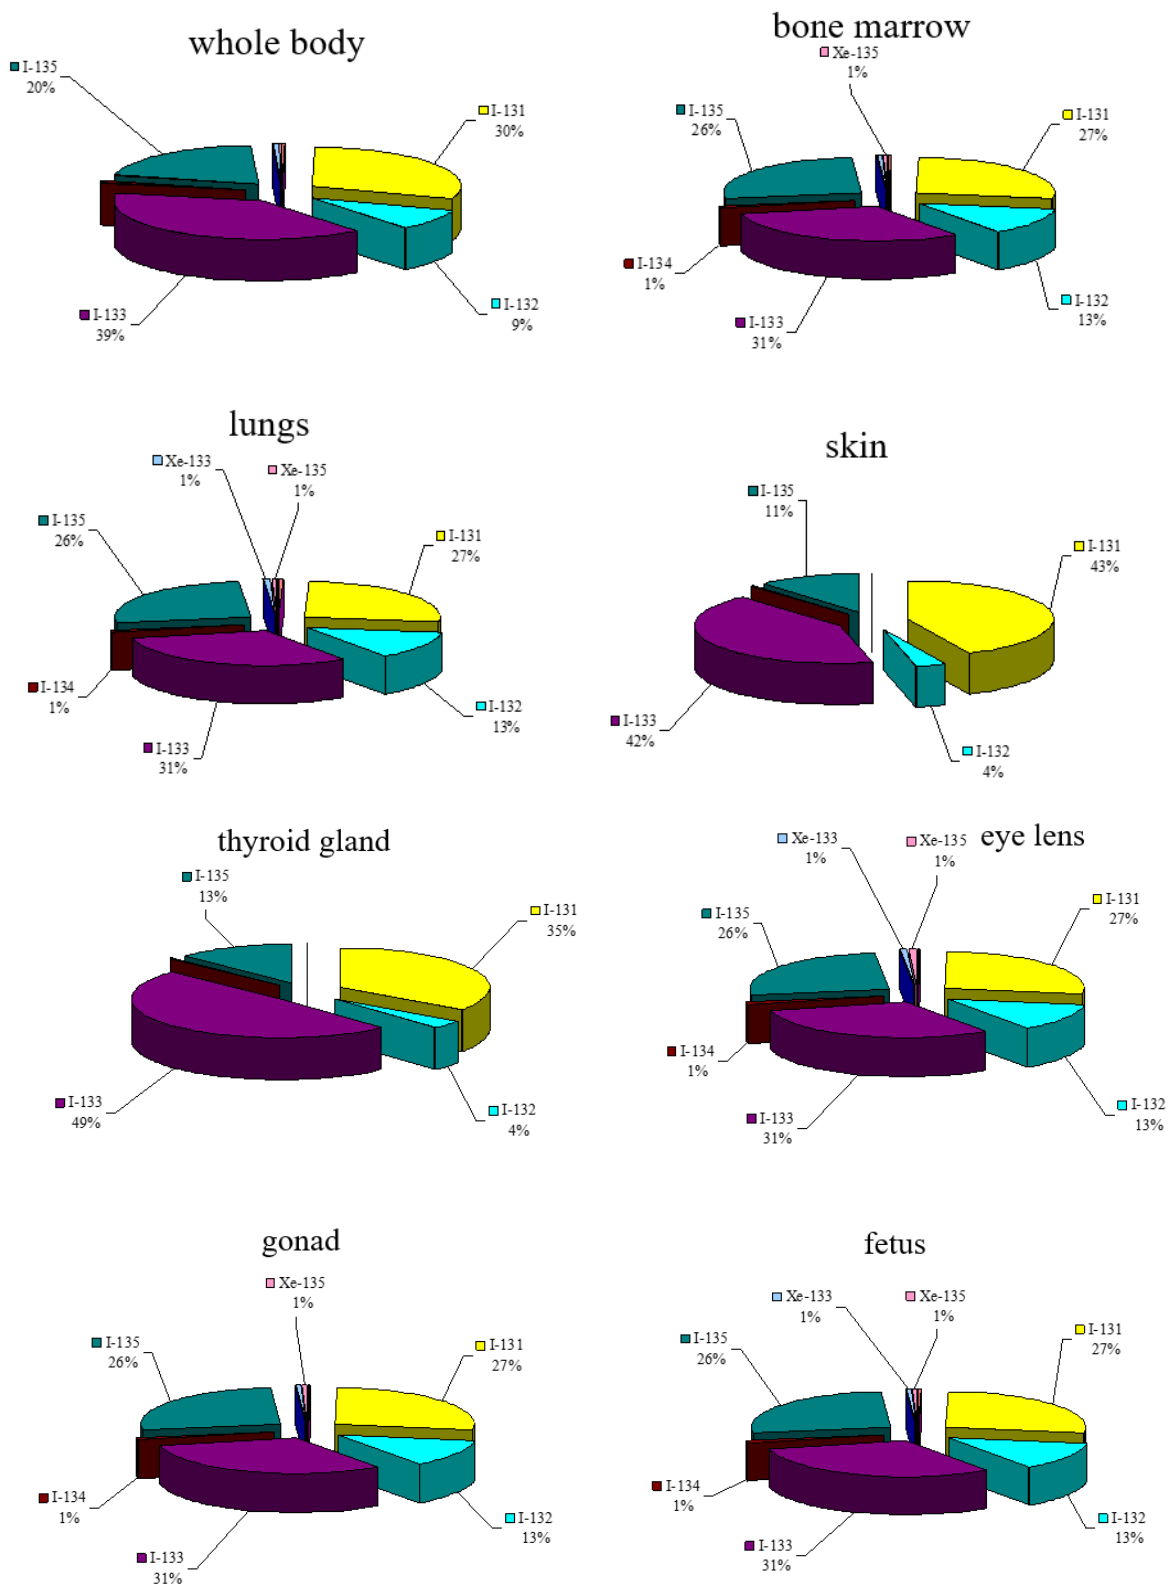 whole body
I-135
20%
I-131
30%
I-132
9%
I-133
39%
bone marrow
Xe-135
1%
I-135
26%
I-131
27%
I-134
1%
I-132
13%
I-133
31%
lungs
Xe-133
1%
Xe-135
1%
I-135
26%
I-131
27%
I-134
1%
I-132
13%
I-133
31%
skin
I-135
11%
I-131
43%
I-133
42%
I-132
4%
thyroid gland
I-135
13%
I-131
35%
I-133
49%
I-132
4%
eye lens
Xe-133
1%
Xe-135
1%
I-135
26%
I-131
27%
I-134
1%
I-132
13%
I-133
31%
gonad
Xe-135
1%
I-135
26%
I-131
27%
I-134
1%
I-132
13%
I-133
31%
fetus
Xe-133
1%
Xe-135
1%
I-135
26%
I-131
27%
I-134
1%
I-132
13%
I-133
31%